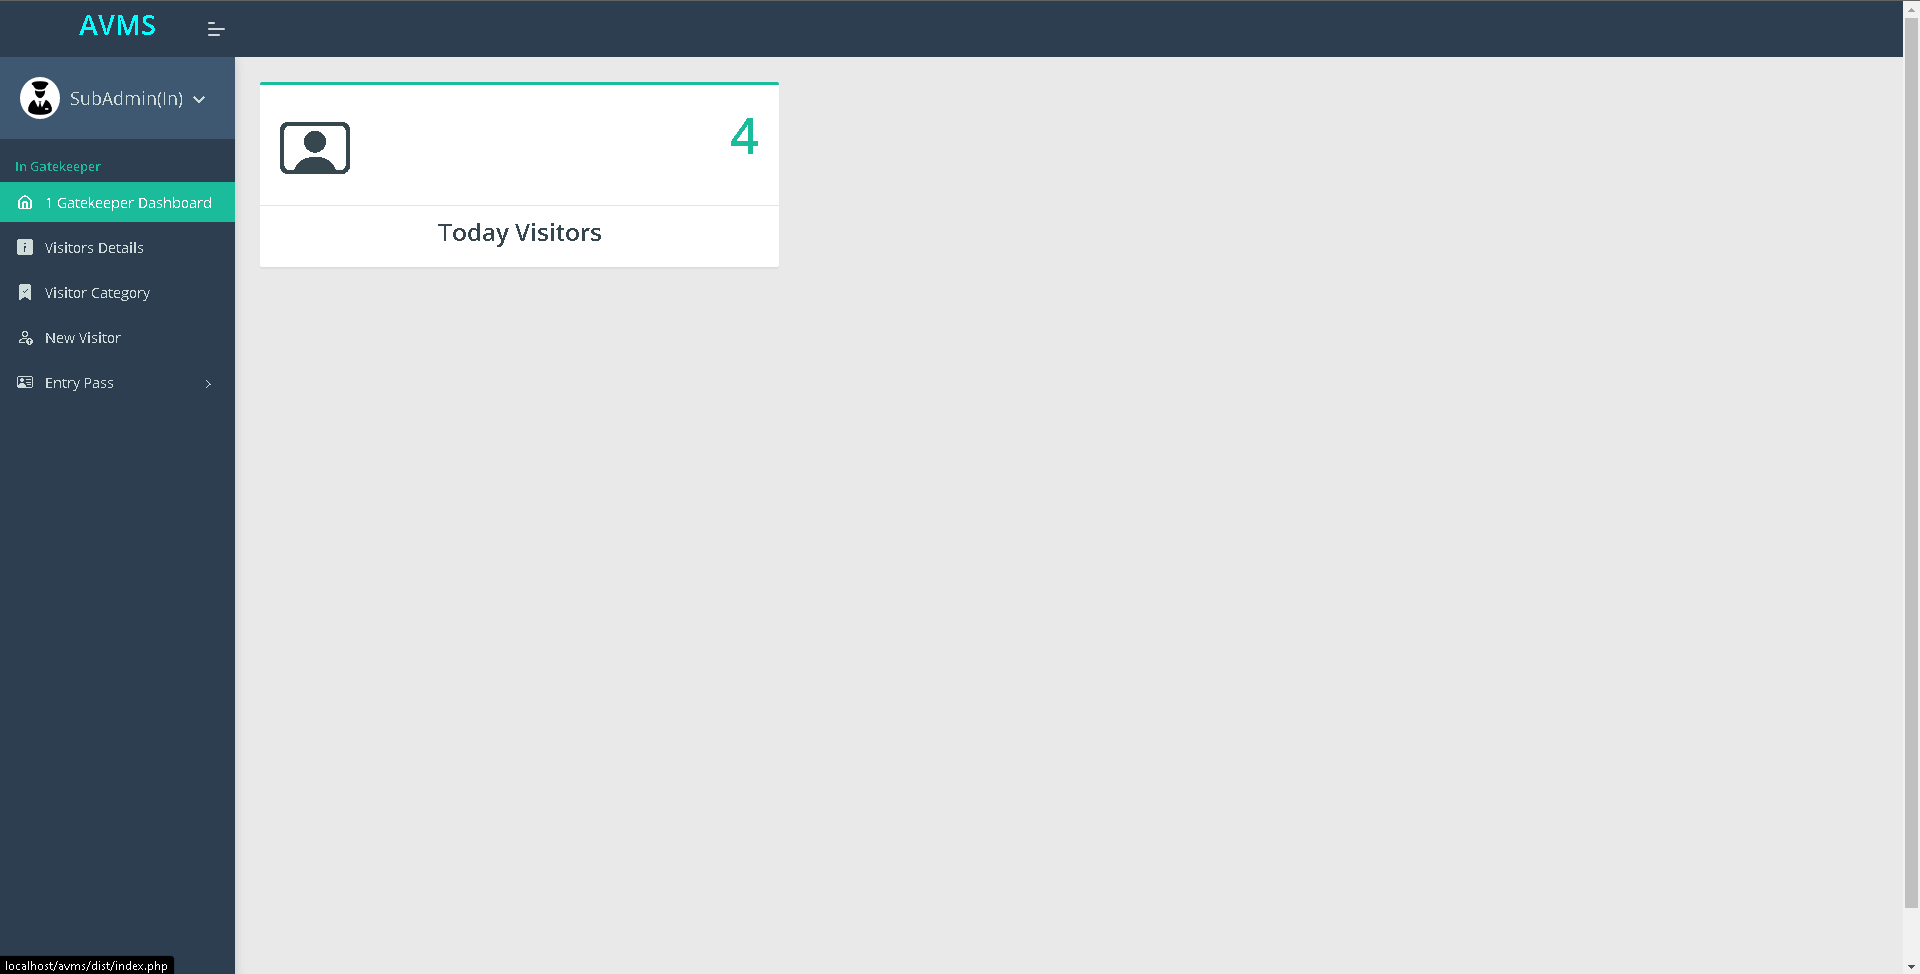 AVMS
SubAdmin(In)
In Gatekeeper
1 Gatekeeper Dashboard
Visitors Details
Visitor Category
New Visitor
Entry Pass
4
Today Visitors
localhost/avms/dist/index.php